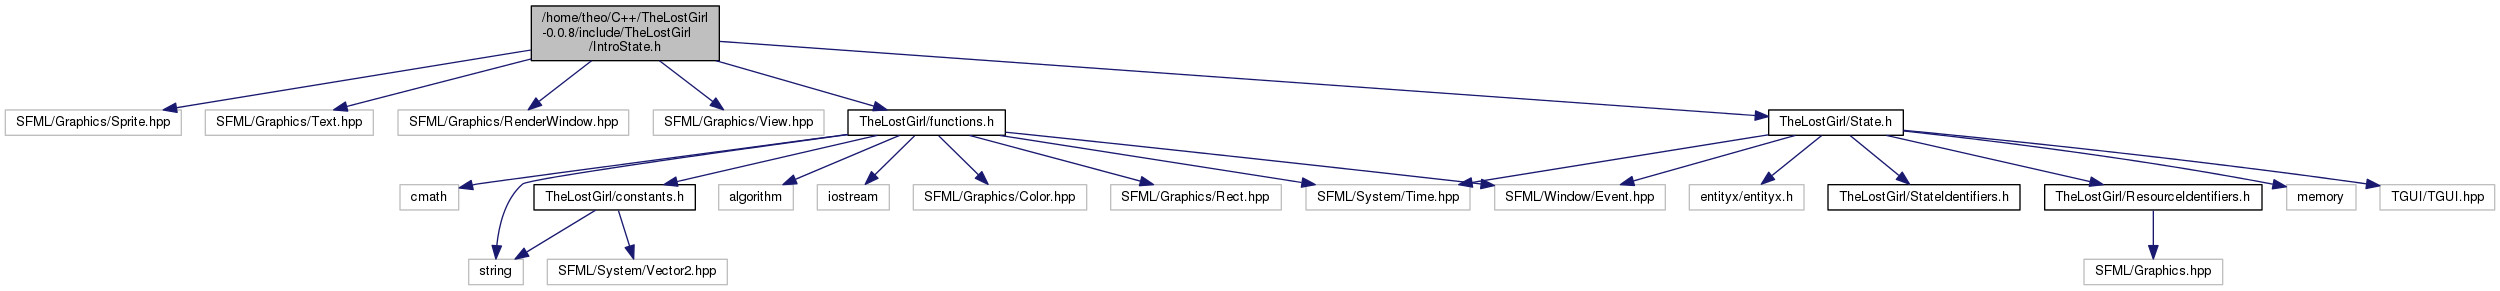 /home/theo/C++/TheLostGirl
-0.0.8/include/TheLostGirl
/IntroState.h
SFML/Graphics/Sprite.hpp
SFML/Graphics/Text.hpp
SFML/Graphics/RenderWindow.hpp
SFML/Graphics/View.hpp
TheLostGirl/functions.h
TheLostGirl/State.h
cmath
TheLostGirl/constants.h
algorithm
iostream
SFML/Graphics/Color.hpp
SFML/Graphics/Rect.hpp
SFML/System/Time.hpp
SFML/Window/Event.hpp
entityx/entityx.h
TheLostGirl/StateIdentifiers.h
TheLostGirl/ResourceIdentifiers.h
memory
TGUI/TGUI.hpp
string
SFML/System/Vector2.hpp
SFML/Graphics.hpp